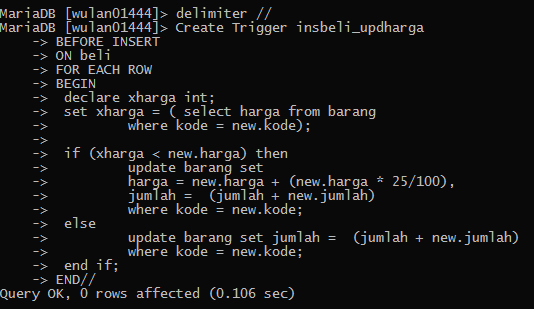 MariaDB [wulan01444]> delimiter //
MariaDB [wulan01444]> Create Trigger insbeli_updharga
    -> BEFORE INSERT
    -> ON beli
    -> FOR EACH ROW
    -> BEGIN
    ->  declare xharga int;
    ->  set xharga = ( select harga from barang
    ->          where kode = new.kode);
    ->
    ->  if (xharga < new.harga) then
    ->          update barang set
    ->          harga = new.harga + (new.harga * 25/100),
    ->          jumlah =  (jumlah + new.jumlah)
    ->          where kode = new.kode;
    ->  else
    ->          update barang set jumlah =  (jumlah + new.jumlah)
    ->          where kode = new.kode;
    ->  end if;
    -> END//
Query OK, 0 rows affected (0.106 sec)